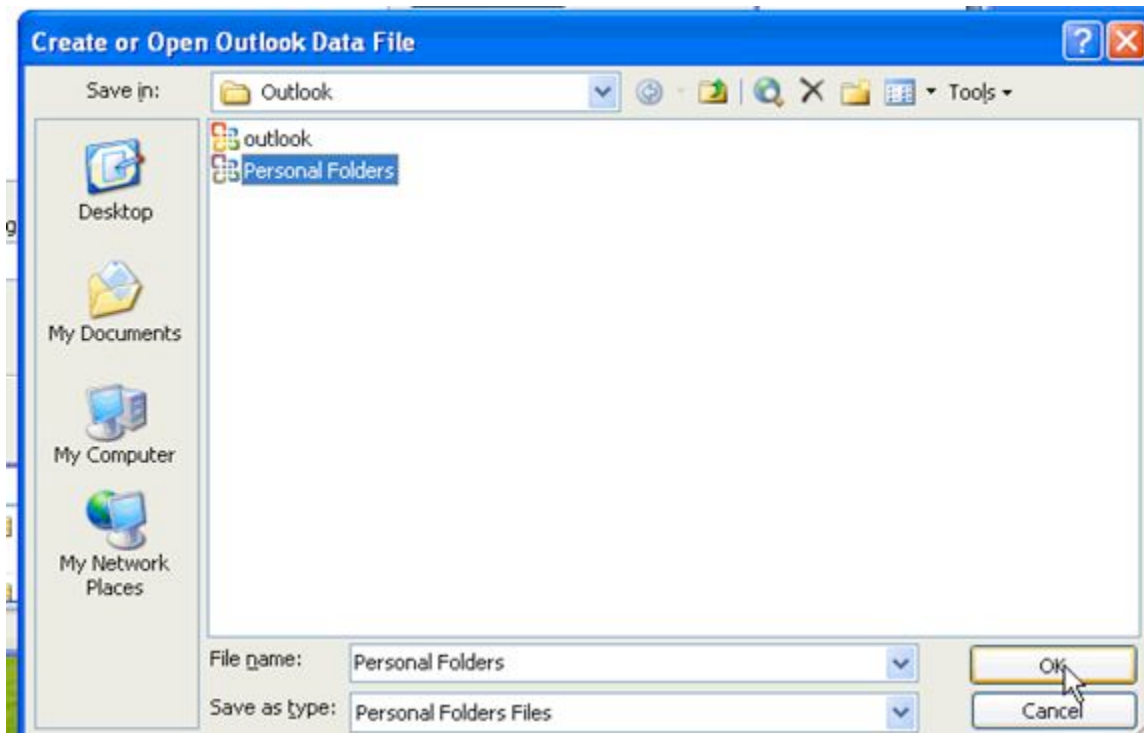 Create or Open Outlook Data File
Save in:
Outlook
Tools
outlook
Personal Folders
Desktop
My Documents
My Computer
My Network
Places
File name:
Personal Folders
OK
Save as type:
Personal Folders Files
Cancel